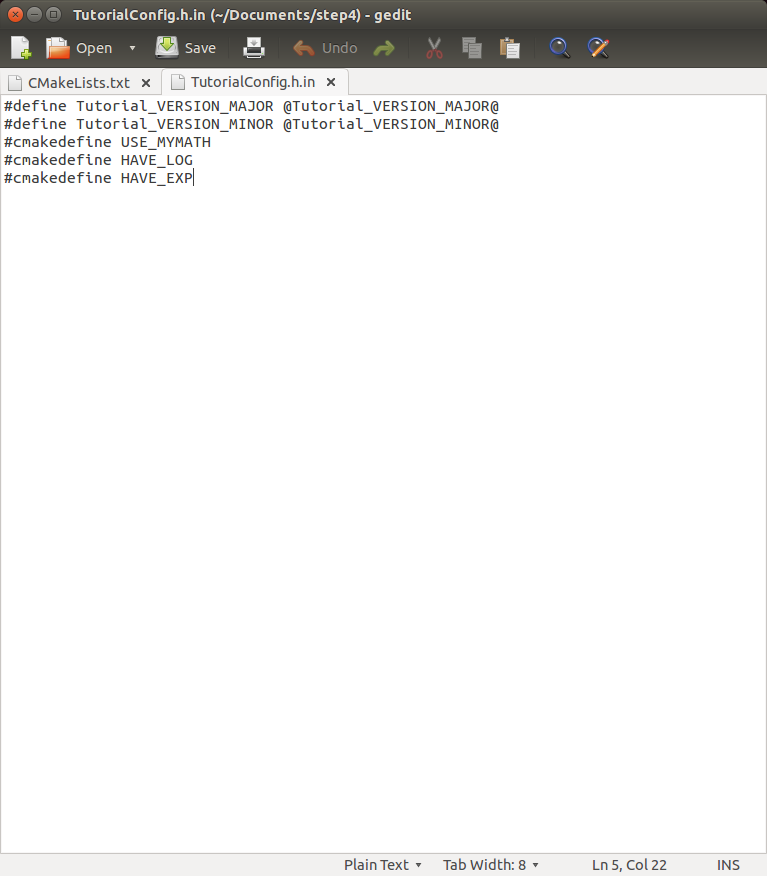 TutorialConfig.h.in (~/Documents/step4) - gedit
Open Save Undo
CMakeLists.txt TutorialConfig.h.in
#define Tutorial_VERSION_MAJOR @Tutorial_VERSION_MAJOR@
#define Tutorial_VERSION_MINOR @Tutorial_VERSION_MINOR@
#cmakedefine USE_MYMATH
#cmakedefine HAVE_LOG
#cmakedefine HAVE_EXP
Plain Text Tab Width: 8 Ln 5, Col 22 INS